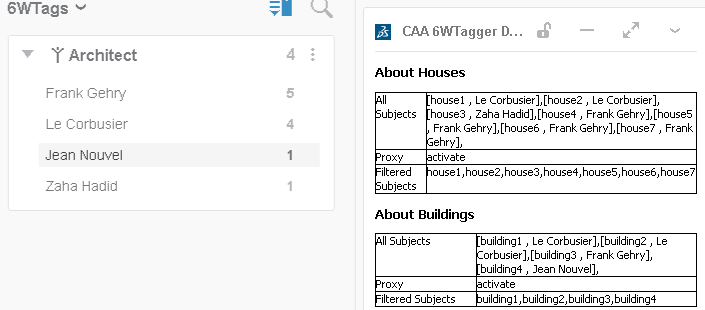 6WTags
Architect 4
Frank Gehry 5
Le Corbusier 4
Jean Nouvel 1
Zaha Hadid 1
CAA 6WTagger D...
About Houses
All Subjects [house1 , Le Corbusier],[house2 , Le Corbusier],
[house3 , Zaha Hadid],[house4 , Frank Gehry],[house5
, Frank Gehry],[house6 , Frank Gehry],[house7 , Frank
Gehry],
Proxy activate
Filtered Subjects house1,house2,house3,house4,house5,house6,house7
About Buildings
All Subjects [building1 , Le Corbusier],[building2 , Le
Corbusier],[building3 , Frank Gehry],
[building4 , Jean Nouvel],
Proxy activate
Filtered Subjects building1,building2,building3,building4